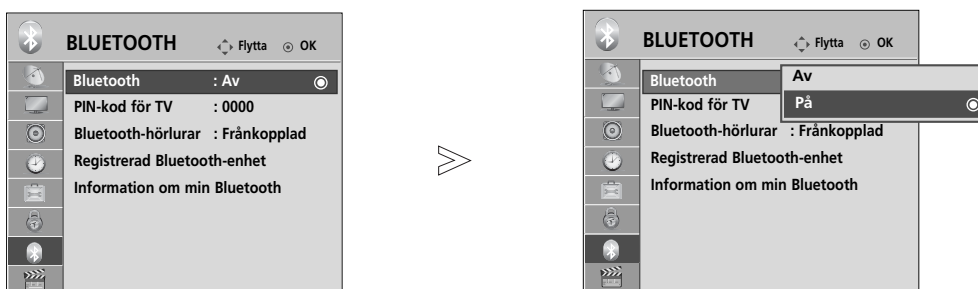 BLUETOOTH Flytta OK
Bluetooth : Av
PIN-kod för TV : 0000
Bluetooth-hörlurar : Frånkopplad
Registrerad Bluetooth-enhet
Information om min Bluetooth
BLUETOOTH Flytta OK
Bluetooth
Av
På
PIN-kod för TV
Bluetooth-hörlurar : Frånkopplad
Registrerad Bluetooth-enhet
Information om min Bluetooth